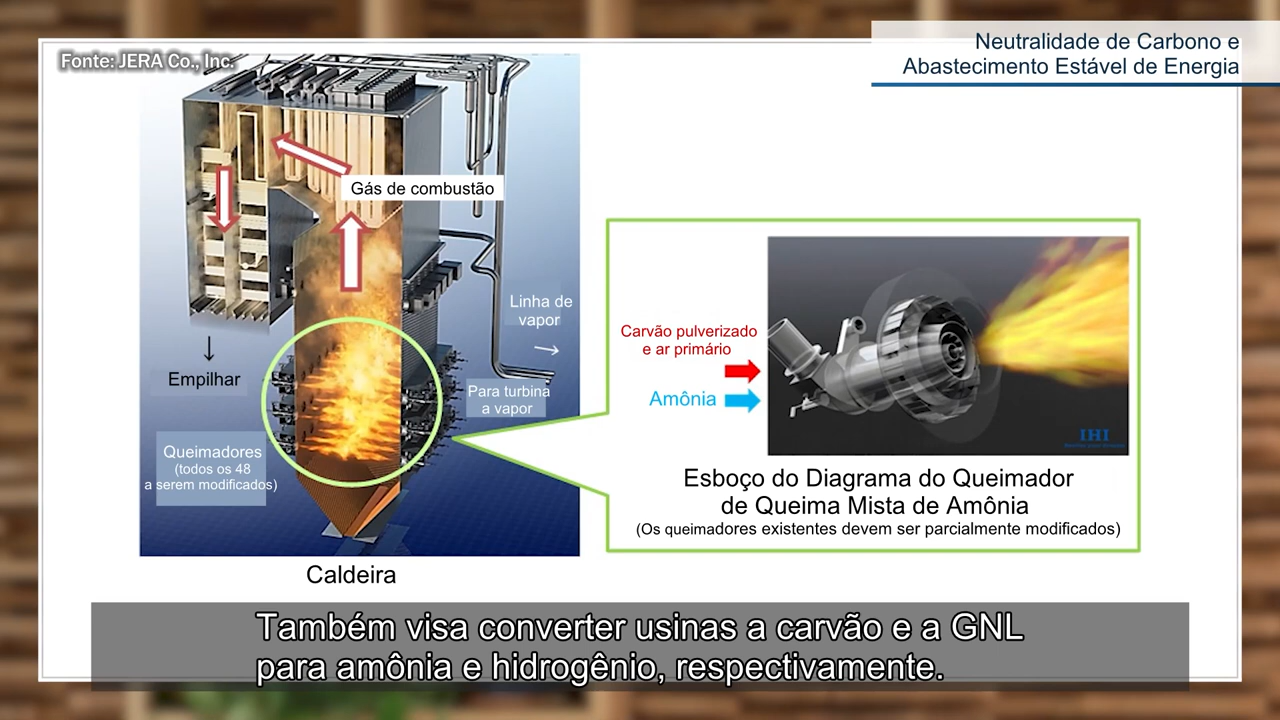 Fonte: JERA Co., Inc.
Neutralidade de Carbono e
Abastecimento Estável de Energia
Gás de combustão
Linha de
vapor
Empilhar
Para turbina
a vapor
Queimadores
(todos os 48
a serem modificados)
Caldeira
Carvão pulverizado
e ar primário
Amônia
IHI
Esboço do Diagrama do Queimador
de Queima Mista de Amônia
(Os queimadores existentes devem ser parcialmente modificados)
Também visa converter usinas a carvão e a GNL
para amônia e hidrogênio, respectivamente.